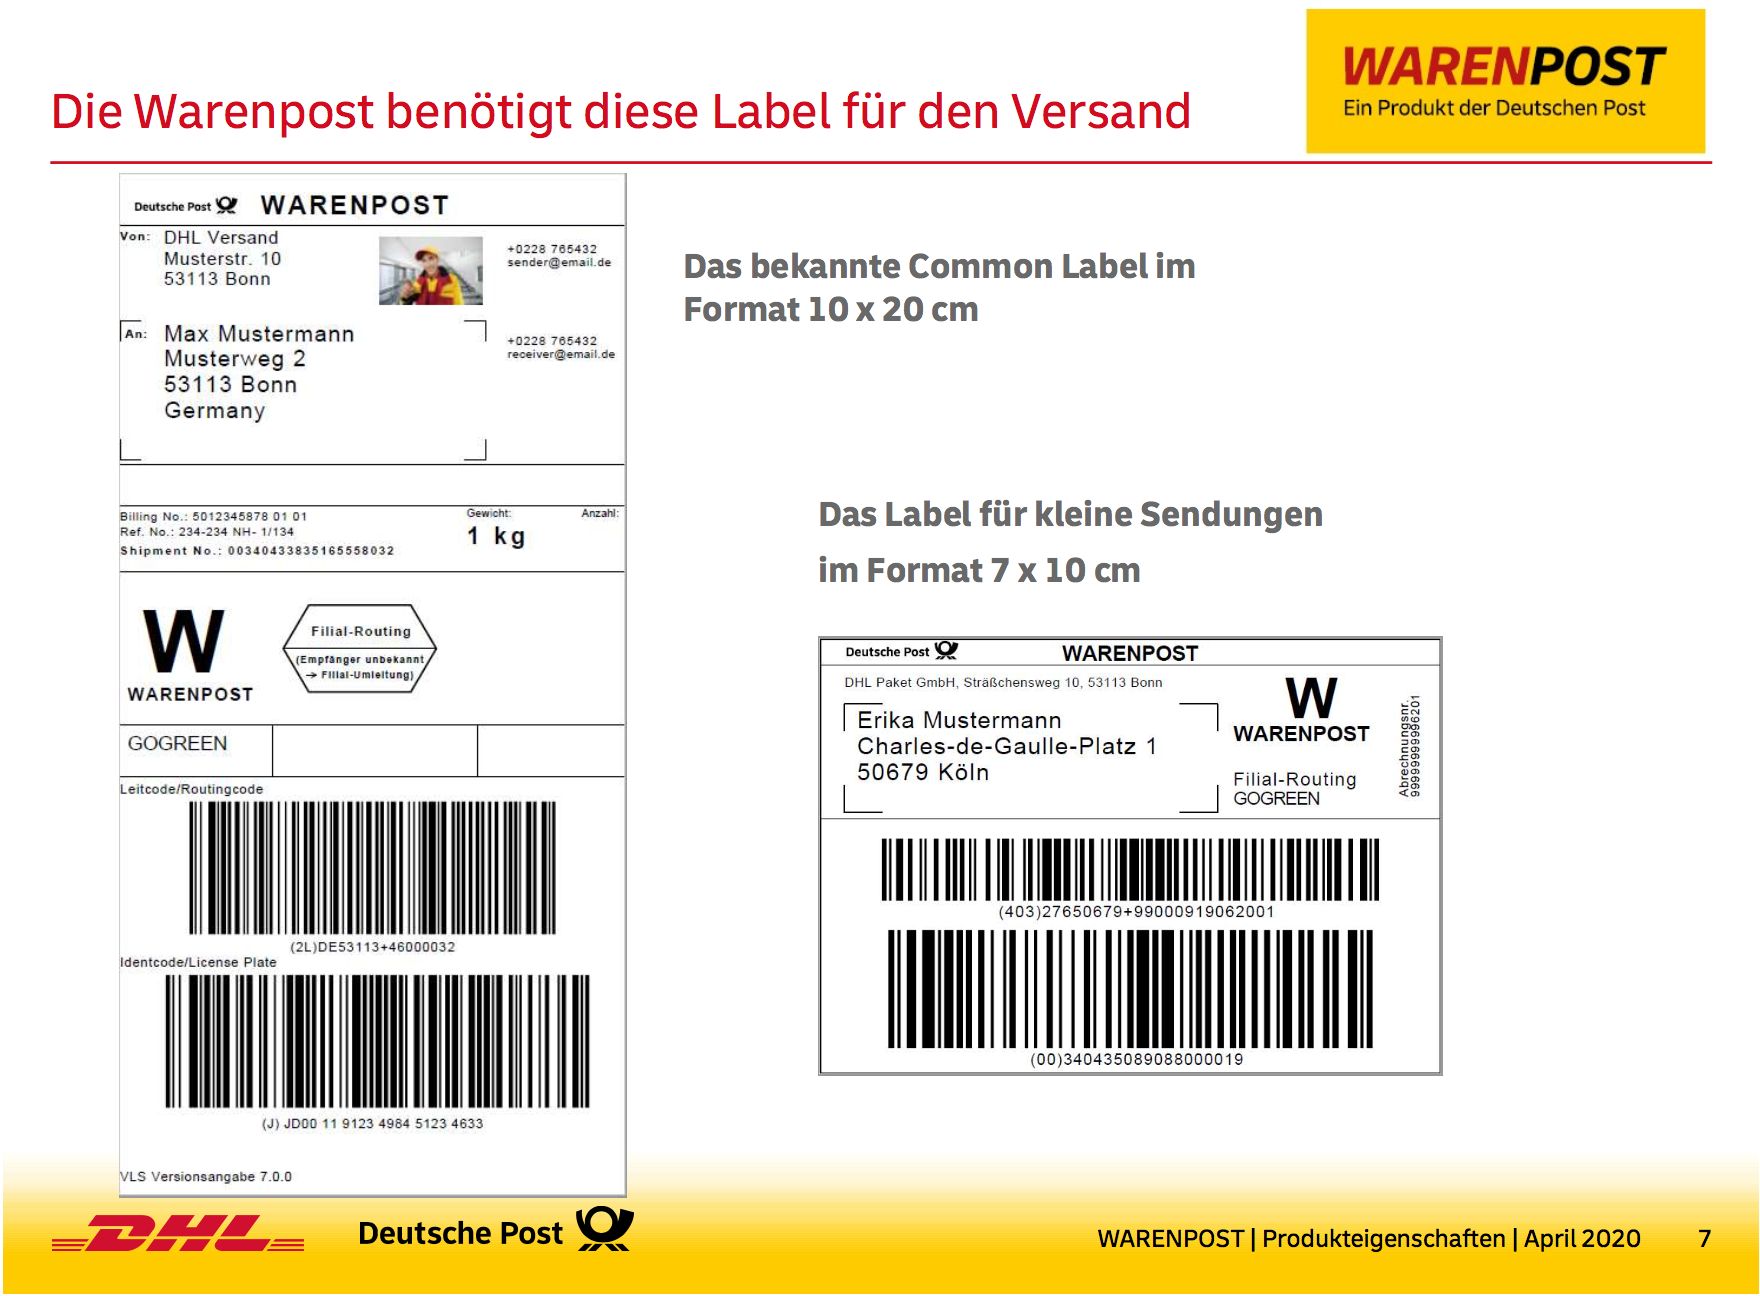 Die Warenpost benötigt diese Label für den Versand
WARENPOST
Ein Produkt der Deutschen Post
Deutsche Post WARENPOST
Von: DHL Versand
Musterstr. 10
53113 Bonn
+0228 765432
sender@email.de
An: Max Mustermann
Musterweg 2
53113 Bonn
Germany
+0228 765432
receiver@email.de
Billing No.: 5012345878 01 01
Ref. No.: 234-234 NH- 1/134
Shipment No.: 00340433835165558032
Gewicht:
1 kg
Anzahl:
W
WARENPOST
Filial-Routing
(Empfänger unbekannt
→ Filial-Umleitung)
GOGREEN
Leitcode/Routingcode
(2L)DE53113+46000032
Identcode/License Plate
(J) JD00 11 9123 4984 5123 4633
VLS Versionsangabe 7.0.0
Das bekannte Common Label im
Format 10 x 20 cm
Das Label für kleine Sendungen
im Format 7 x 10 cm
Deutsche Post WARENPOST
DHL Paket GmbH, Sträßchensweg 10, 53113 Bonn
Erika Mustermann
Charles-de-Gaulle-Platz 1
50679 Köln
W
WARENPOST
Filial-Routing
GOGREEN
Abrechnungsnr.
99999999996201
(403)27650679+99000919062001
(00)340435089088000019
DHL Deutsche Post
WARENPOST | Produkteigenschaften | April 2020 7